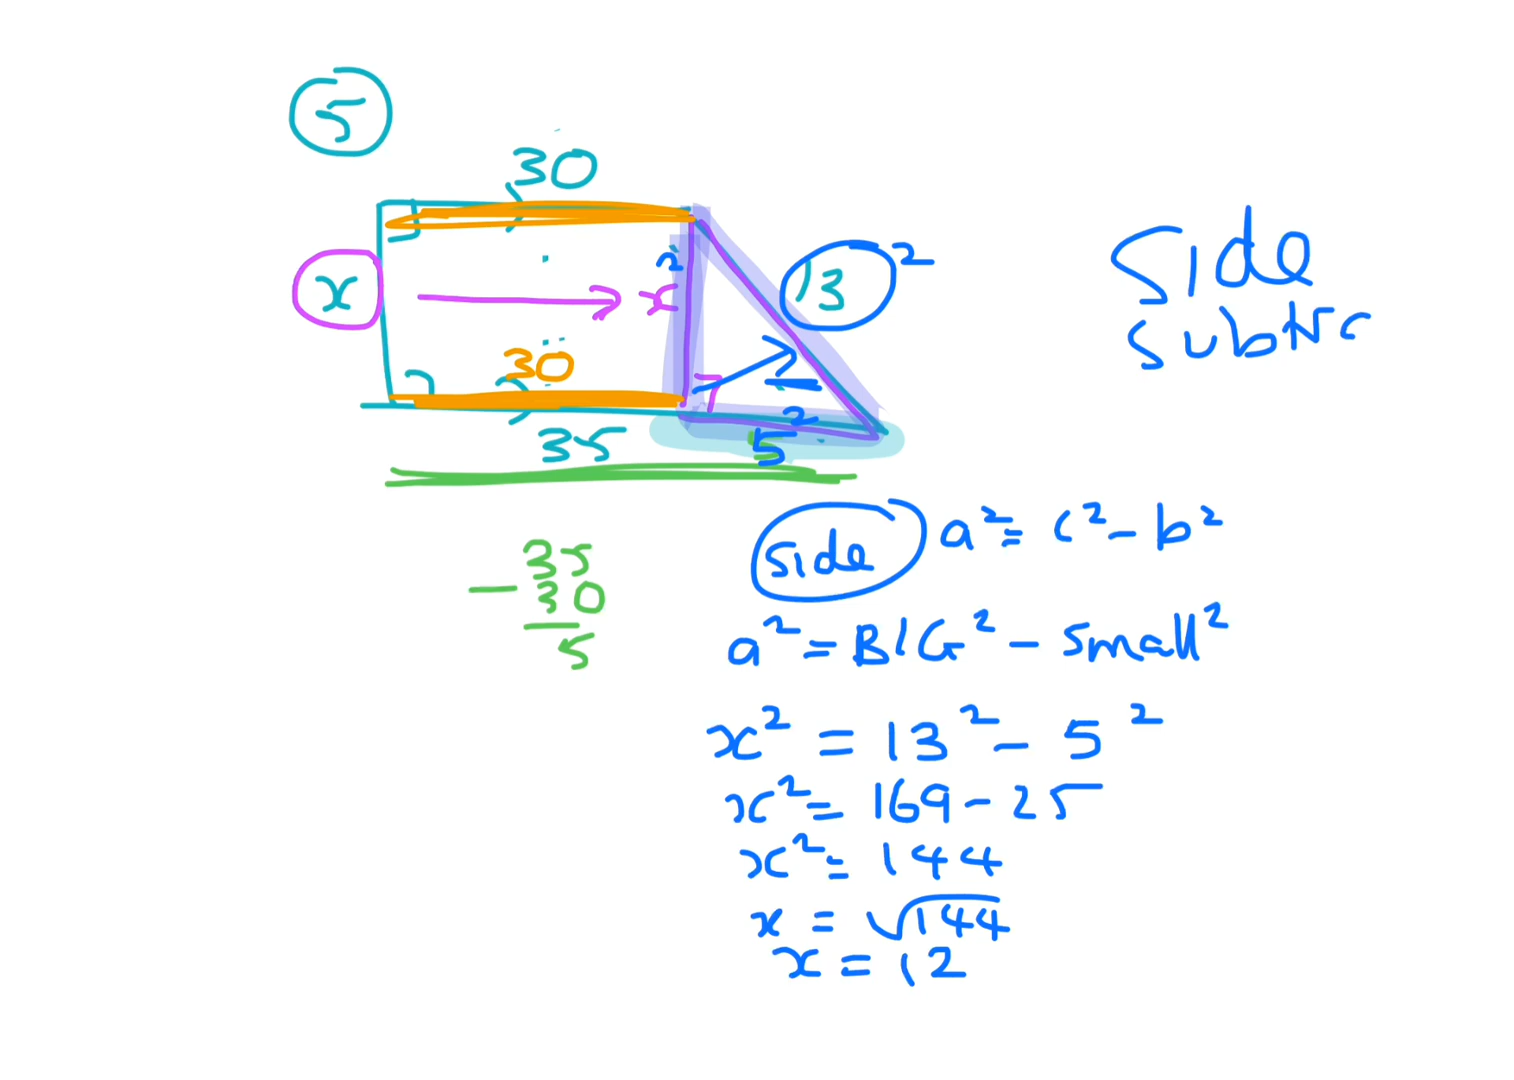 5
30
x
x²
13²
Side
subtrc
30
35
5²
35
- 30
5
side a² = c² - b²
a² = BIG² - Small²
x² = 13² - 5²
x² = 169 - 25
x² = 144
x = √144
x = 12